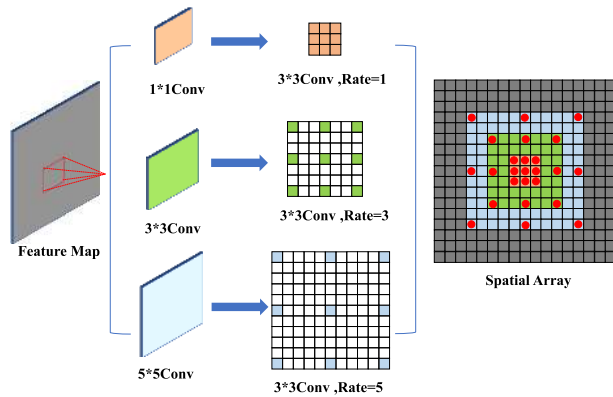 1*1Conv
3*3Conv ,Rate=1
3*3Conv
3*3Conv ,Rate=3
Feature Map
Spatial Array
5*5Conv
3*3Conv ,Rate=5